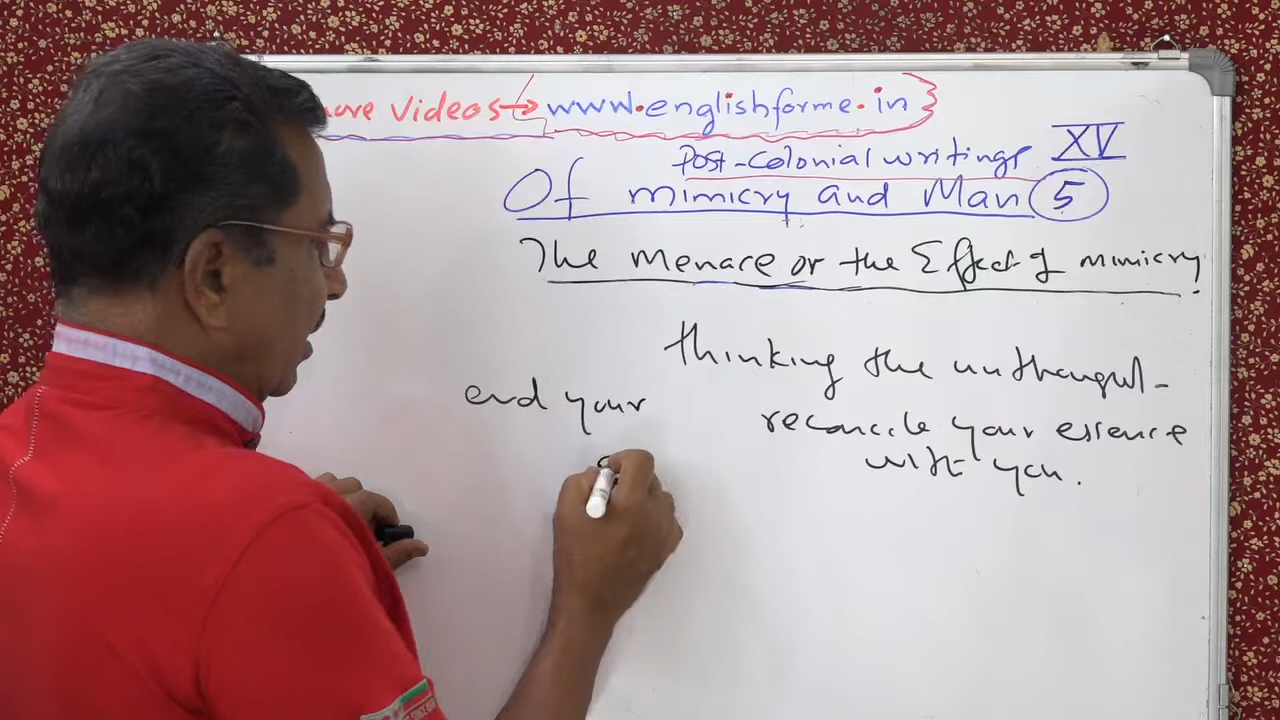 more videos → www.englishforme.in
Post-Colonial writings XV
Of mimicry and Man 5
The Menace or the Effect of mimicry
thinking the unthought-
end your
reconcile your essence
with you.